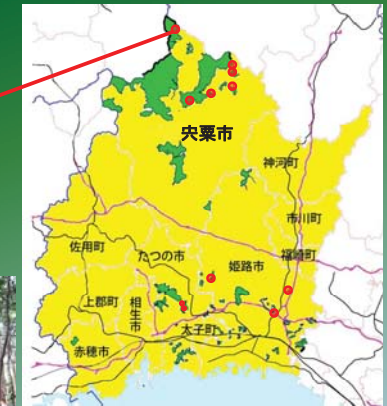 宍粟市
神河町
市川町
佐用町
たつの市
姫路市
福崎町
上郡町
相生市
太子町
赤穂市